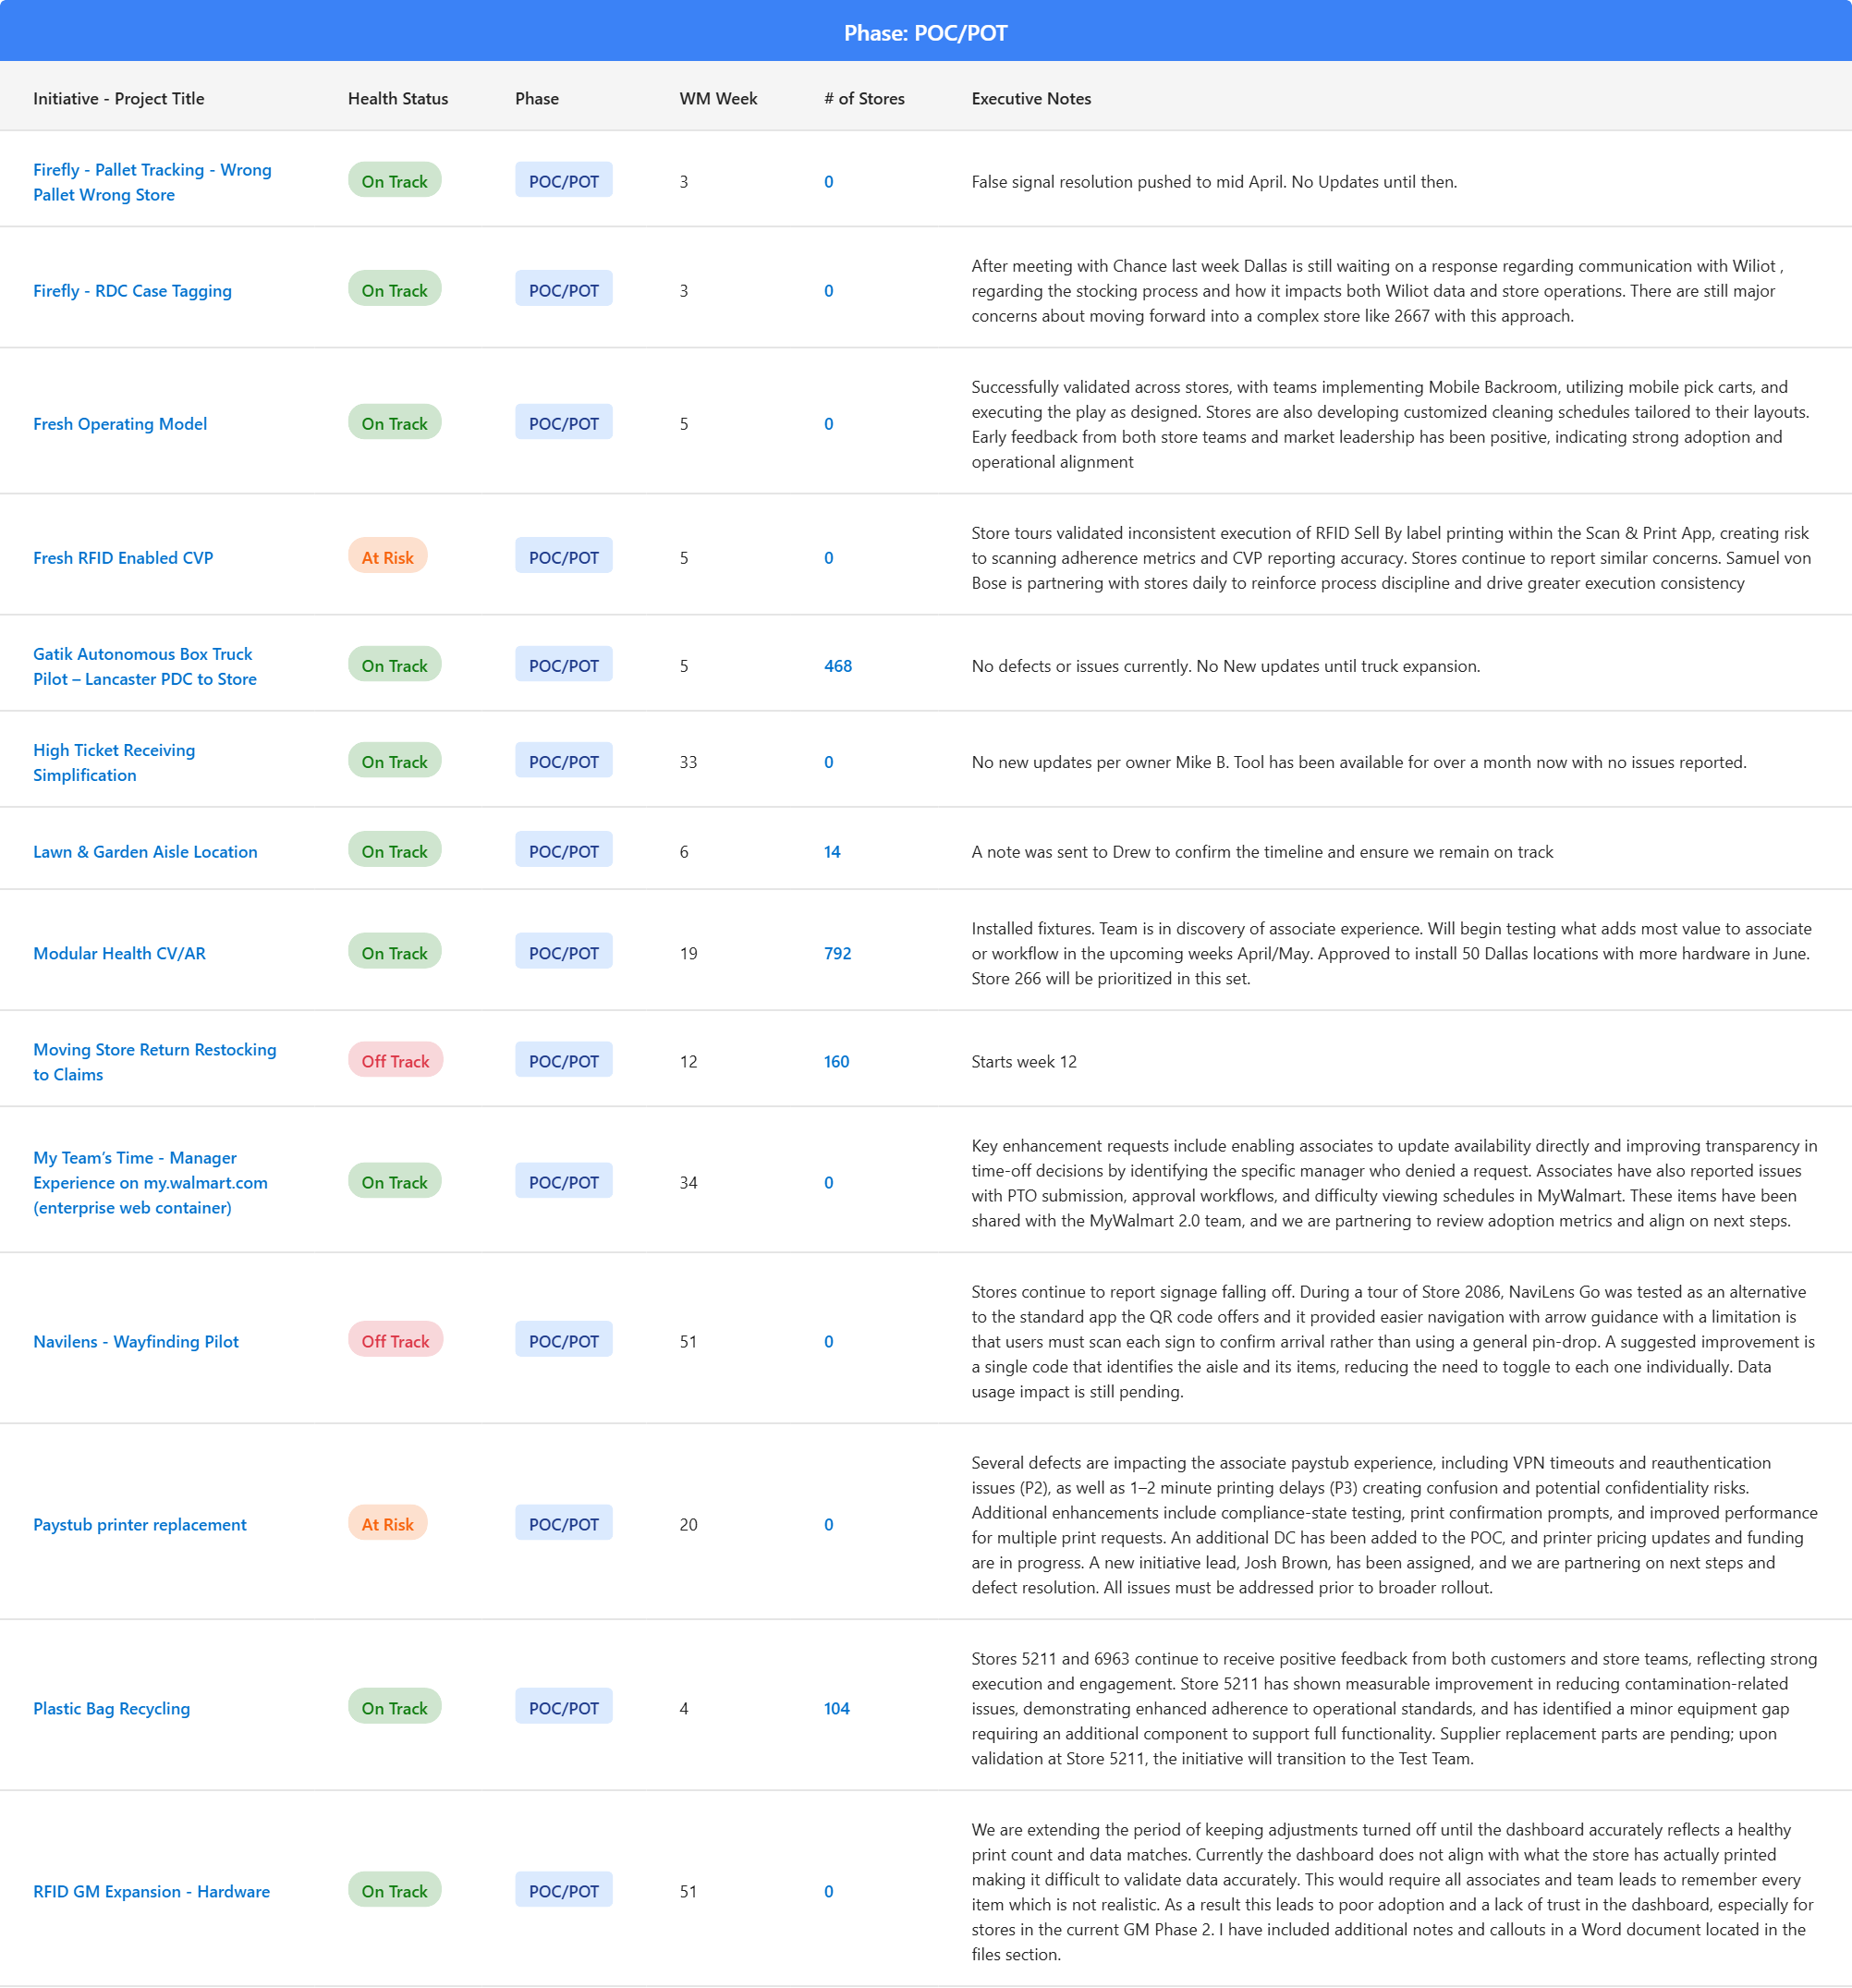 Phase: POC/POT
Initiative - Project Title Health Status Phase WM Week # of Stores Executive Notes
Firefly - Pallet Tracking - Wrong
Pallet Wrong Store
On Track POC/POT 3 0 False signal resolution pushed to mid April. No Updates until then.
Firefly - RDC Case Tagging On Track POC/POT 3 0
After meeting with Chance last week Dallas is still waiting on a response regarding communication with Wiliot ,
regarding the stocking process and how it impacts both Wiliot data and store operations. There are still major
concerns about moving forward into a complex store like 2667 with this approach.
Fresh Operating Model On Track POC/POT 5 0
Successfully validated across stores, with teams implementing Mobile Backroom, utilizing mobile pick carts, and
executing the play as designed. Stores are also developing customized cleaning schedules tailored to their layouts.
Early feedback from both store teams and market leadership has been positive, indicating strong adoption and
operational alignment
Fresh RFID Enabled CVP At Risk POC/POT 5 0
Store tours validated inconsistent execution of RFID Sell By label printing within the Scan & Print App, creating risk
to scanning adherence metrics and CVP reporting accuracy. Stores continue to report similar concerns. Samuel von
Bose is partnering with stores daily to reinforce process discipline and drive greater execution consistency
Gatik Autonomous Box Truck
Pilot – Lancaster PDC to Store
On Track POC/POT 5 468 No defects or issues currently. No New updates until truck expansion.
High Ticket Receiving
Simplification
On Track POC/POT 33 0 No new updates per owner Mike B. Tool has been available for over a month now with no issues reported.
Lawn & Garden Aisle Location On Track POC/POT 6 14 A note was sent to Drew to confirm the timeline and ensure we remain on track
Modular Health CV/AR On Track POC/POT 19 792
Installed fixtures. Team is in discovery of associate experience. Will begin testing what adds most value to associate
or workflow in the upcoming weeks April/May. Approved to install 50 Dallas locations with more hardware in June.
Store 266 will be prioritized in this set.
Moving Store Return Restocking
to Claims
Off Track POC/POT 12 160 Starts week 12
My Team’s Time - Manager
Experience on my.walmart.com
(enterprise web container)
On Track POC/POT 34 0
Key enhancement requests include enabling associates to update availability directly and improving transparency in
time-off decisions by identifying the specific manager who denied a request. Associates have also reported issues
with PTO submission, approval workflows, and difficulty viewing schedules in MyWalmart. These items have been
shared with the MyWalmart 2.0 team, and we are partnering to review adoption metrics and align on next steps.
Navilens - Wayfinding Pilot Off Track POC/POT 51 0
Stores continue to report signage falling off. During a tour of Store 2086, NaviLens Go was tested as an alternative
to the standard app the QR code offers and it provided easier navigation with arrow guidance with a limitation is
that users must scan each sign to confirm arrival rather than using a general pin-drop. A suggested improvement is
a single code that identifies the aisle and its items, reducing the need to toggle to each one individually. Data
usage impact is still pending.
Paystub printer replacement At Risk POC/POT 20 0
Several defects are impacting the associate paystub experience, including VPN timeouts and reauthentication
issues (P2), as well as 1–2 minute printing delays (P3) creating confusion and potential confidentiality risks.
Additional enhancements include compliance-state testing, print confirmation prompts, and improved performance
for multiple print requests. An additional DC has been added to the POC, and printer pricing updates and funding
are in progress. A new initiative lead, Josh Brown, has been assigned, and we are partnering on next steps and
defect resolution. All issues must be addressed prior to broader rollout.
Plastic Bag Recycling On Track POC/POT 4 104
Stores 5211 and 6963 continue to receive positive feedback from both customers and store teams, reflecting strong
execution and engagement. Store 5211 has shown measurable improvement in reducing contamination-related
issues, demonstrating enhanced adherence to operational standards, and has identified a minor equipment gap
requiring an additional component to support full functionality. Supplier replacement parts are pending; upon
validation at Store 5211, the initiative will transition to the Test Team.
RFID GM Expansion - Hardware On Track POC/POT 51 0
We are extending the period of keeping adjustments turned off until the dashboard accurately reflects a healthy
print count and data matches. Currently the dashboard does not align with what the store has actually printed
making it difficult to validate data accurately. This would require all associates and team leads to remember every
item which is not realistic. As a result this leads to poor adoption and a lack of trust in the dashboard, especially for
stores in the current GM Phase 2. I have included additional notes and callouts in a Word document located in the
files section.